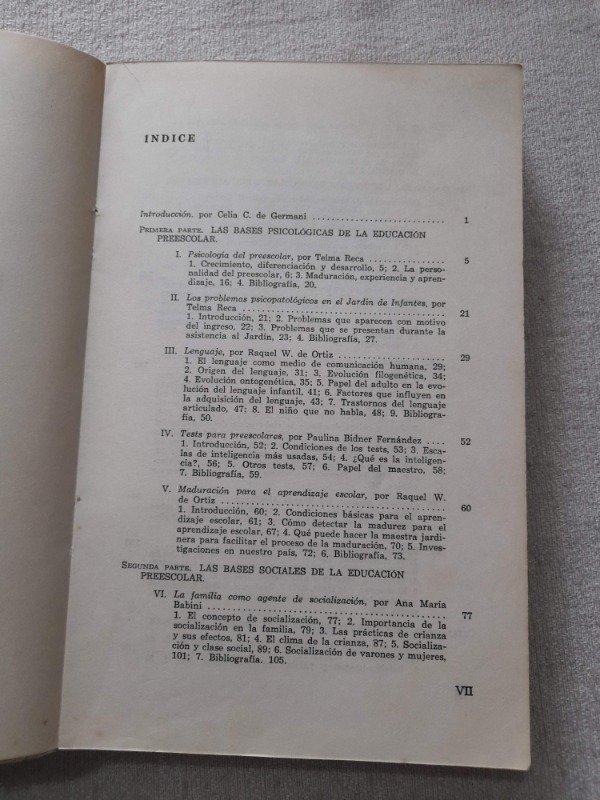 INDICE
Introducción. por Celia C. de Germani ........................... 1
PRIMERA PARTE. LAS BASES PSICOLÓGICAS DE LA EDUCACIÓN
PREESCOLAR.
I. Psicología del preescolar, por Telma Reca ............... 5
1. Crecimiento, diferenciación y desarrollo, 5; 2. La perso-
nalidad del preescolar, 6; 3. Maduración, experiencia y apren-
dizaje, 16; 4. Bibliografía, 20.
II. Los problemas psicopatológicos en el Jardín de Infantes, por
Telma Reca ........................................... 21
1. Introducción, 21; 2. Problemas que aparecen con motivo
del ingreso, 22; 3. Problemas que se presentan durante la
asistencia al Jardín, 23; 4. Bibliografía, 27.
III. Lenguaje, por Raquel W. de Ortiz ....................... 29
1. El lenguaje como medio de comunicación humana, 29;
2. Origen del lenguaje, 31; 3. Evolución filogenética, 34;
4. Evolución ontogenética, 35; 5. Papel del adulto en la evo-
lución del lenguaje infantil, 41; 6. Factores que influyen en
la adquisición del lenguaje, 43; 7. Trastornos del lenguaje
articulado, 47; 8. El niño que no habla, 48; 9. Bibliogra-
fía, 50.
IV. Tests para preescolares, por Paulina Bidner Fernández .... 52
1. Introducción, 52; 2. Condiciones de los tests, 53; 3. Esca-
las de inteligencia más usadas, 54; 4. ¿Qué es la inteligen-
cia?, 56; 5. Otros tests, 57; 6. Papel del maestro, 58;
7. Bibliografía, 59.
V. Maduración para el aprendizaje escolar, por Raquel W.
de Ortiz ............................................. 60
1. Introducción, 60; 2. Condiciones básicas para el apren-
dizaje escolar, 61; 3. Cómo detectar la madurez para el
aprendizaje escolar, 67; 4. Qué puede hacer la maestra jardi-
nera para facilitar el proceso de la maduración, 70; 5. Inves-
tigaciones en nuestro país, 72; 6. Bibliografía, 73.
SEGUNDA PARTE. LAS BASES SOCIALES DE LA EDUCACIÓN
PREESCOLAR.
VI. La familia como agente de socialización, por Ana María
Babini ............................................... 77
1. El concepto de socialización, 77; 2. Importancia de la
socialización en la familia, 79; 3. Las prácticas de crianza
y sus efectos, 81; 4. El clima de la crianza, 87; 5. Socializa-
ción y clase social, 89; 6. Socialización de varones y mujeres,
101; 7. Bibliografía. 105.
VII